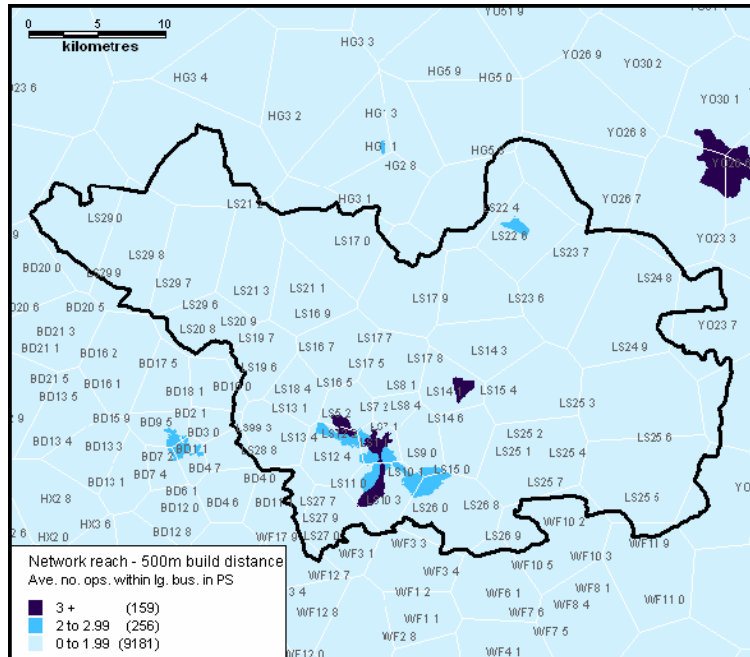 0 5 10
kilometres
YO51 9
HG3 3
YO26 9
YO30 2
HG3 4
HG5 9
HG5 0
YO30 1
HG3 2
YO26 8
HG2 8
HG3 1
YO26 7
LS22 4
LS29 0
LS17 0
LS22 6
YO23 3
LS23 7
LS29 8
BD20 0
LS29 9
LS24 8
LS29 7
LS21 3
LS21 1
LS17 9
LS23 6
LS29 6
BD20 5
LS16 9
YO23 7
LS20 9
BD21 3
LS20 8
LS19 7
LS17 7
BD21 1
BD16 2
LS16 7
LS14 3
LS24 9
BD17 5
LS19 6
LS17 5
LS17 8
BD21 5
BD16 1
LS18 4
LS16 5
LS8 1
LS15 4
BD13 5
BD18 1
LS13 1
LS7 2
LS8 4
LS25 3
BD15 9
BD9 5
BD2 1
LS5 2
LS14 6
BD3 0
LS99 3
LS13 4
LS25 2
LS25 6
BD13 4
BD13 3
BD1 1
LS28 8
LS12 4
LS9 0
LS25 1
LS25 4
BD7 2
BD4 7
LS10 1
LS15 0
BD7 4
BD4 0
LS11 0
LS25 7
BD13 1
BD6 1
LS25 5
HX2 8
BD12 0
BD4 6
LS27 7
LS10 3
LS26 0
LS26 8
HX3 6
LS27 9
WF10 2
HX2 0
BD12 8
WF17 9
LS27 0
LS26 9
WF11 9
WF3 1
WF3 3
WF10 3
WF12 7
WF3 4
WF10 5
WF1 2
WF6 1
WF8 1
WF11 0
WF12 8
WF7 6
WF8 4
WF1 1
WF7 5
WF2 8
WF12 0
WF4 1
Network reach - 500m build distance
Ave. no. ops. within lg. bus. in PS
3 + (159)
2 to 2.99 (256)
0 to 1.99 (9181)